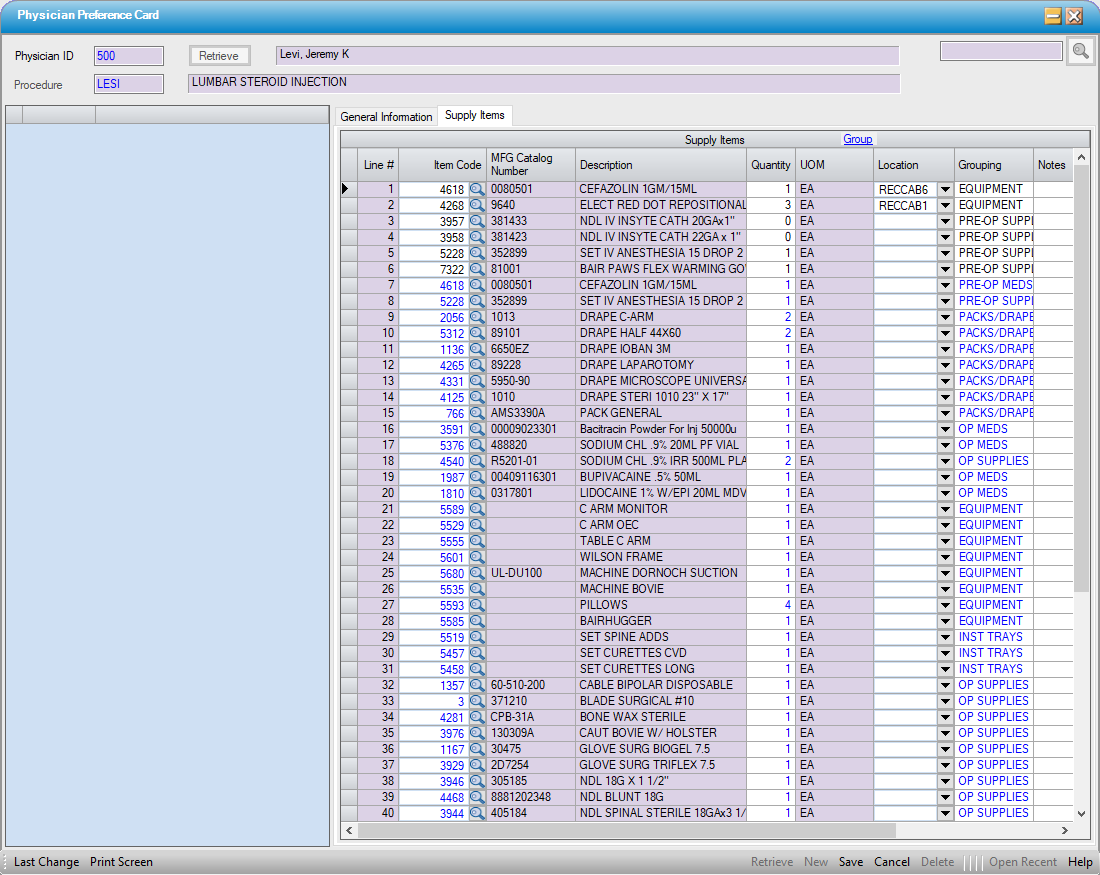 Physician Preference Card
Physician ID 500 Retrieve Levi, Jeremy K
Procedure LESI LUMBAR STEROID INJECTION
General Information Supply Items
Supply Items Group
Line # Item Code MFG Catalog Number Description Quantity UOM Location Grouping Notes
1 4618 0080501 CEFAZOLIN 1GM/15ML 1 EA RECCAB6 EQUIPMENT
2 4268 9640 ELECT RED DOT REPOSITIONAL 3 EA RECCAB1 EQUIPMENT
3 3957 381433 NDL IV INSYTE CATH 20GAx1" 0 EA PRE-OP SUPPI
4 3958 381423 NDL IV INSYTE CATH 22GA x 1" 0 EA PRE-OP SUPPI
5 5228 352899 SET IV ANESTHESIA 15 DROP 2 1 EA PRE-OP SUPPI
6 7322 81001 BAIR PAWS FLEX WARMING GO 1 EA PRE-OP SUPPI
7 4618 0080501 CEFAZOLIN 1GM/15ML 1 EA PRE-OP MEDS
8 5228 352899 SET IV ANESTHESIA 15 DROP 2 1 EA PRE-OP SUPPI
9 2056 1013 DRAPE C-ARM 2 EA PACKS/DRAPE
10 5312 89101 DRAPE HALF 44X60 2 EA PACKS/DRAPE
11 1136 6650EZ DRAPE IOBAN 3M 1 EA PACKS/DRAPE
12 4265 89228 DRAPE LAPAROTOMY 1 EA PACKS/DRAPE
13 4331 5950-90 DRAPE MICROSCOPE UNIVERSA 1 EA PACKS/DRAPE
14 4125 1010 DRAPE STERI 1010 23" X 17" 1 EA PACKS/DRAPE
15 766 AMS3390A PACK GENERAL 1 EA PACKS/DRAPE
16 3591 00009023301 Bacitracin Powder For Inj 50000u 1 EA OP MEDS
17 5376 488820 SODIUM CHL .9% 20ML PF VIAL 1 EA OP MEDS
18 4540 R5201-01 SODIUM CHL .9% IRR 500ML PLA 2 EA OP SUPPLIES
19 1987 00409116301 BUPIVACAINE .5% 50ML 1 EA OP MEDS
20 1810 0317801 LIDOCAINE 1% W/EPI 20ML MDV 1 EA OP MEDS
21 5589 C ARM MONITOR 1 EA EQUIPMENT
22 5529 C ARM OEC 1 EA EQUIPMENT
23 5555 TABLE C ARM 1 EA EQUIPMENT
24 5601 WILSON FRAME 1 EA EQUIPMENT
25 5680 UL-DU100 MACHINE DORNOCH SUCTION 1 EA EQUIPMENT
26 5535 MACHINE BOVIE 1 EA EQUIPMENT
27 5593 PILLOWS 4 EA EQUIPMENT
28 5585 BAIRHUGGER 1 EA EQUIPMENT
29 5519 SET SPINE ADDS 1 EA INST TRAYS
30 5457 SET CURETTES CVD 1 EA INST TRAYS
31 5458 SET CURETTES LONG 1 EA INST TRAYS
32 1357 60-510-200 CABLE BIPOLAR DISPOSABLE 1 EA OP SUPPLIES
33 3 371210 BLADE SURGICAL #10 1 EA OP SUPPLIES
34 4281 CPB-31A BONE WAX STERILE 1 EA OP SUPPLIES
35 3976 130309A CAUT BOVIE W/ HOLSTER 1 EA OP SUPPLIES
36 1167 30475 GLOVE SURG BIOGEL 7.5 1 EA OP SUPPLIES
37 3929 2D7254 GLOVE SURG TRIFLEX 7.5 1 EA OP SUPPLIES
38 3946 305185 NDL 18G X 1 1/2" 1 EA OP SUPPLIES
39 4468 8881202348 NDL BLUNT 18G 1 EA OP SUPPLIES
40 3944 405184 NDL SPINAL STERILE 18GAx3 1/ 1 EA OP SUPPLIES
Last Change Print Screen Retrieve New Save Cancel Delete Open Recent Help